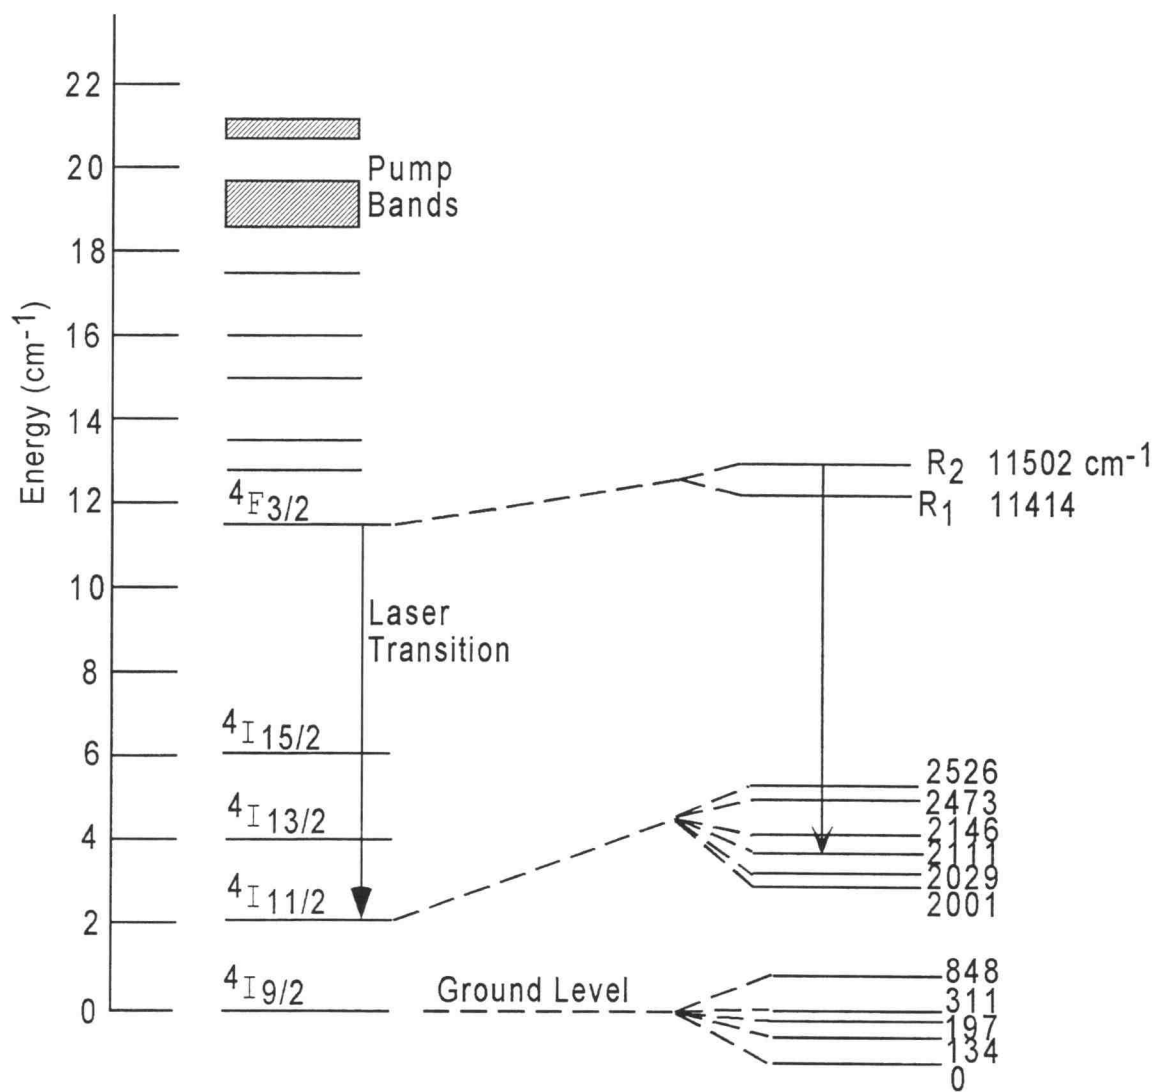 22
20
18
16
14
12
10
8
6
4
2
0
Energy (cm-1)
Pump
Bands
4F3/2
Laser
Transition
4I15/2
4I13/2
4I11/2
4I9/2
Ground Level
R2 11502 cm-1
R1 11414
2526
2473
2146
2111
2029
2001
848
311
197
134
0